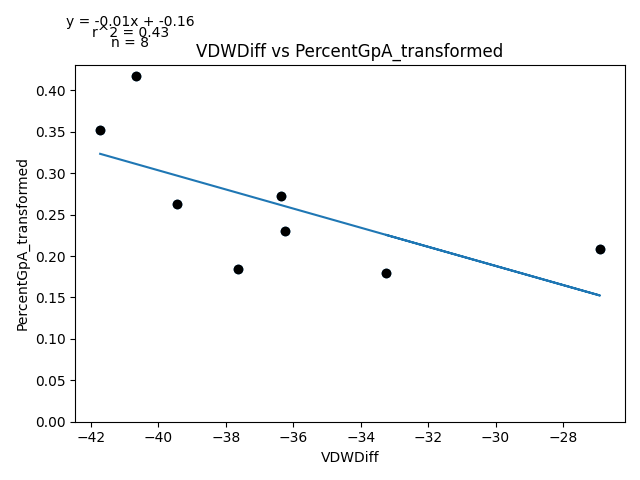 y = -0.01x + -0.16
r^2 = 0.43
n = 8
VDWDiff vs PercentGpA_transformed
0.40
0.35
0.30
0.25
0.20
0.15
0.10
0.05
0.00
PercentGpA_transformed
−42 −40 −38 −36 −34 −32 −30 −28
VDWDiff